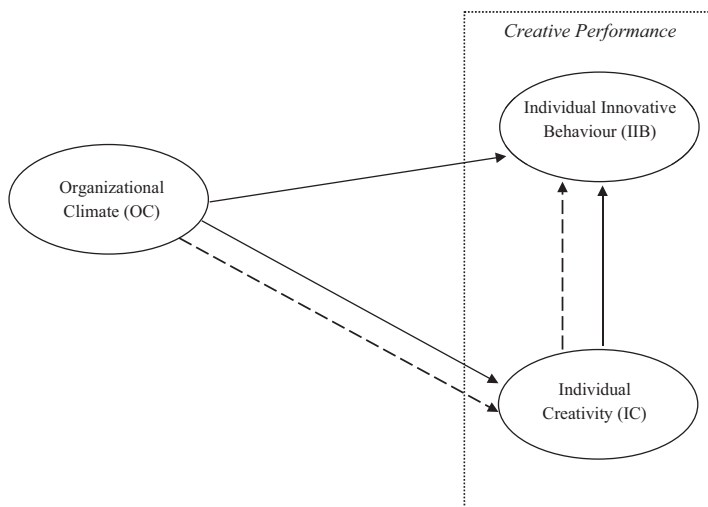 Creative Performance
Individual Innovative
Behaviour (IIB)
Organizational
Climate (OC)
Individual
Creativity (IC)